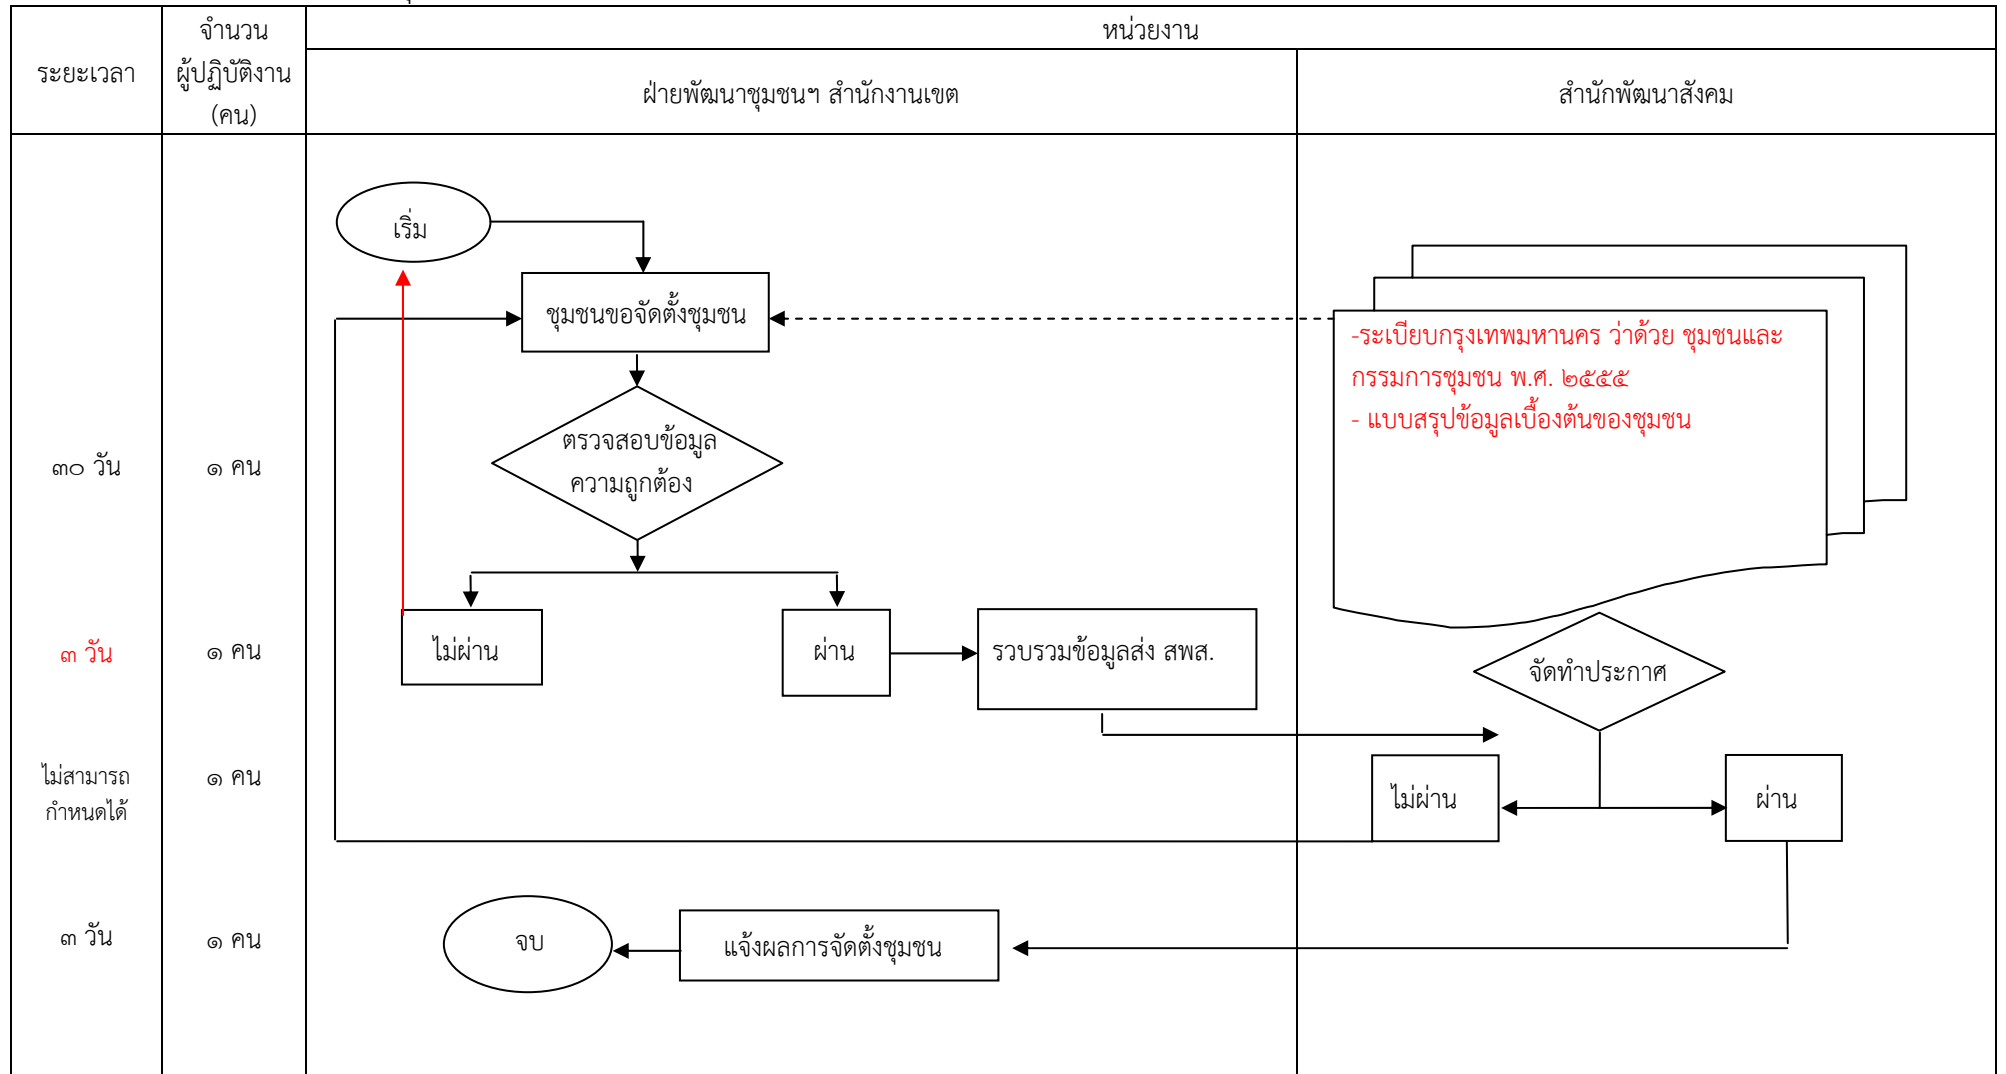 ระยะเวลา
จำนวน
ผู้ปฏิบัติงาน
(คน)
หน่วยงาน
ฝ่ายพัฒนาชุมชนฯ สำนักงานเขต
สำนักพัฒนาสังคม
เริ่ม
ชุมชนขอจัดตั้งชุมชน
-ระเบียบกรุงเทพมหานคร ว่าด้วย ชุมชนและ
กรรมการชุมชน พ.ศ. ๒๕๕๕
- แบบสรุปข้อมูลเบื้องต้นของชุมชน
๓๐ วัน
๑ คน
ตรวจสอบข้อมูล
ความถูกต้อง
๓ วัน
๑ คน
ไม่ผ่าน
ผ่าน
รวบรวมข้อมูลส่ง สพส.
จัดทำประกาศ
ไม่สามารถ
กำหนดได้
๑ คน
ไม่ผ่าน
ผ่าน
๓ วัน
๑ คน
จบ
แจ้งผลการจัดตั้งชุมชน